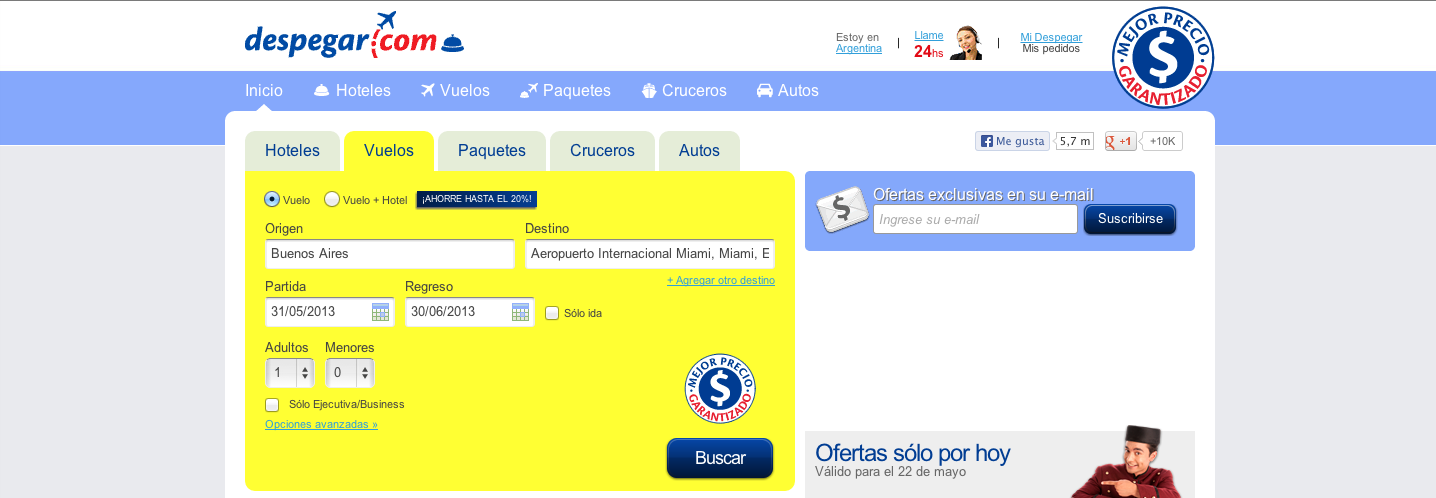 despegar.com
Estoy en
Argentina
Llame
24hs
Mi Despegar
Mis pedidos
MEJOR PRECIO
$
GARANTIZADO
Inicio Hoteles Vuelos Paquetes Cruceros Autos
Hoteles Vuelos Paquetes Cruceros Autos
Me gusta 5,7 m +1 +10K
Vuelo Vuelo + Hotel ¡AHORRE HASTA EL 20%!
Ofertas exclusivas en su e-mail
Ingrese su e-mail Suscribirse
Origen Destino
Buenos Aires Aeropuerto Internacional Miami, Miami, E
+ Agregar otro destino
Partida Regreso
31/05/2013 30/06/2013 Sólo ida
Adultos Menores
1 0
Sólo Ejecutiva/Business
Opciones avanzadas »
MEJOR PRECIO
$
GARANTIZADO
Buscar
Ofertas sólo por hoy
Válido para el 22 de mayo